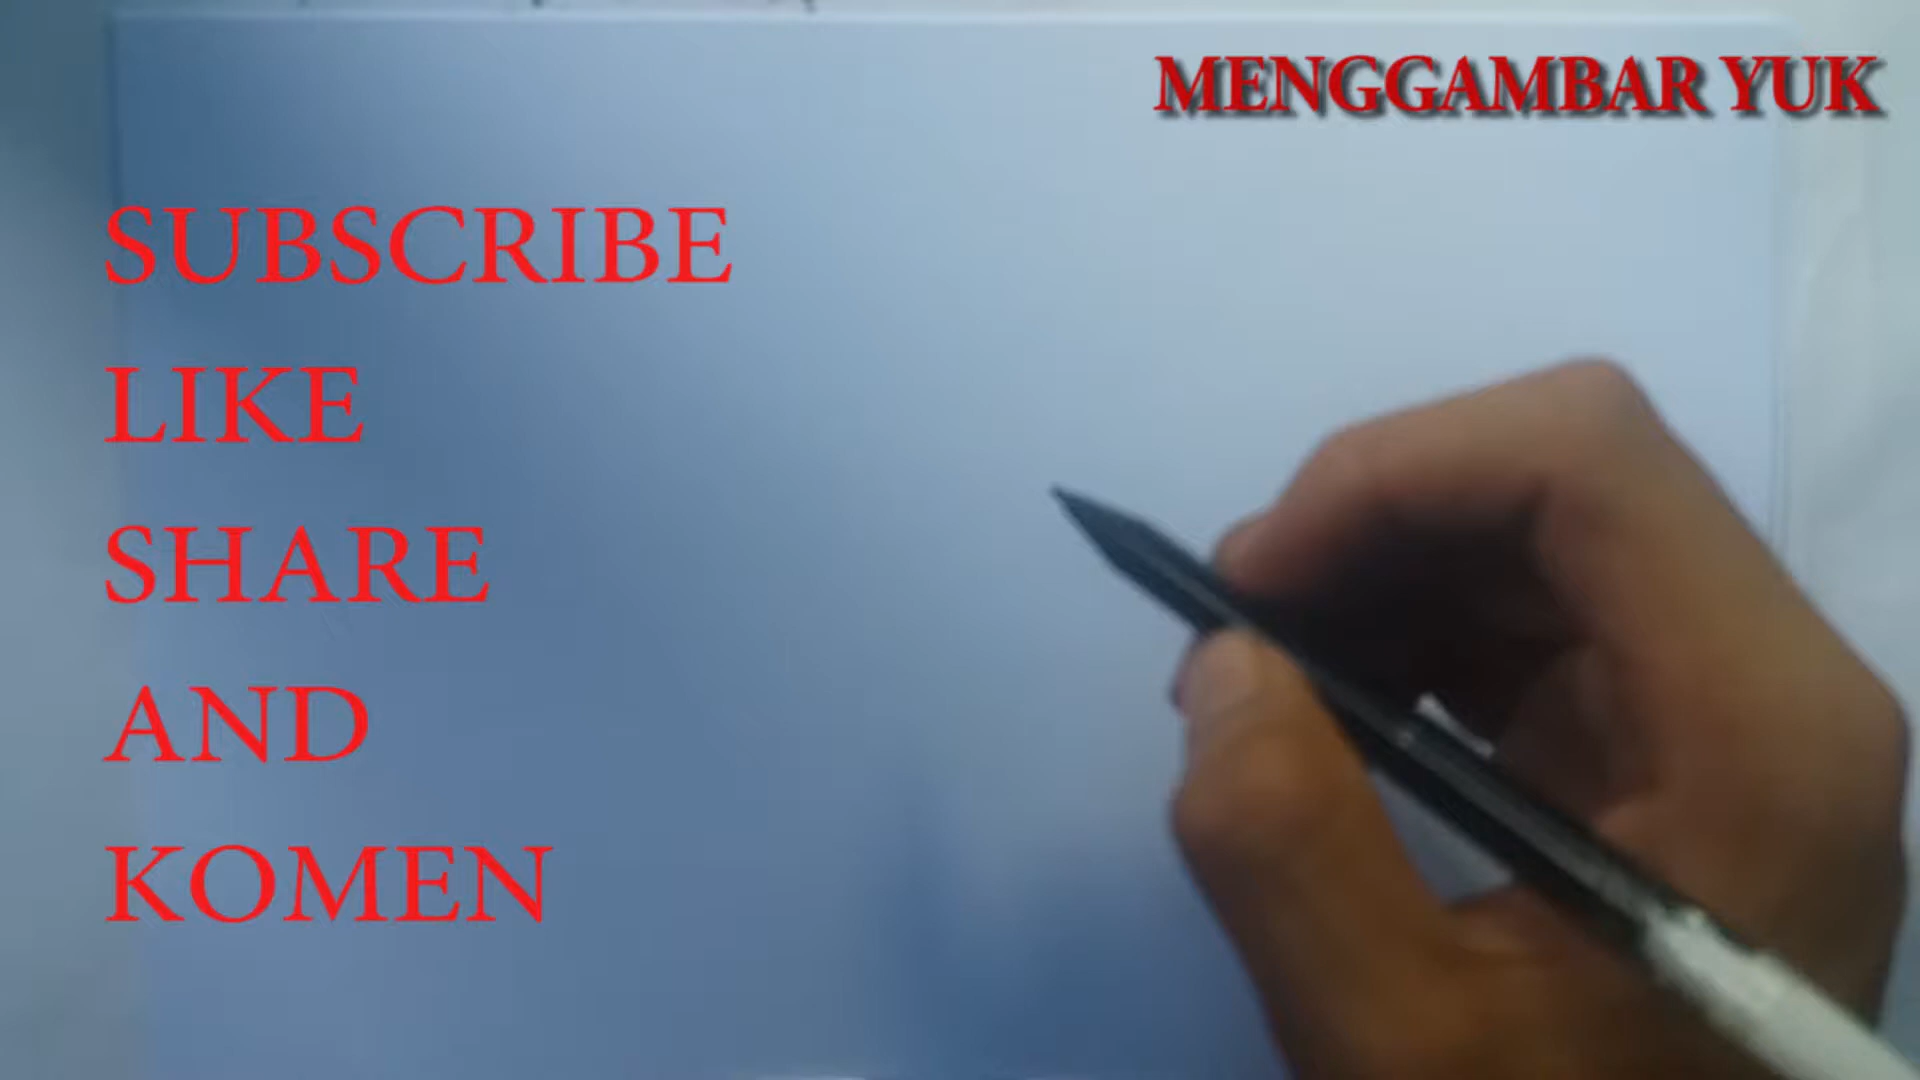 MENGGAMBAR YUK
SUBSCRIBE
LIKE
SHARE
AND
KOMEN